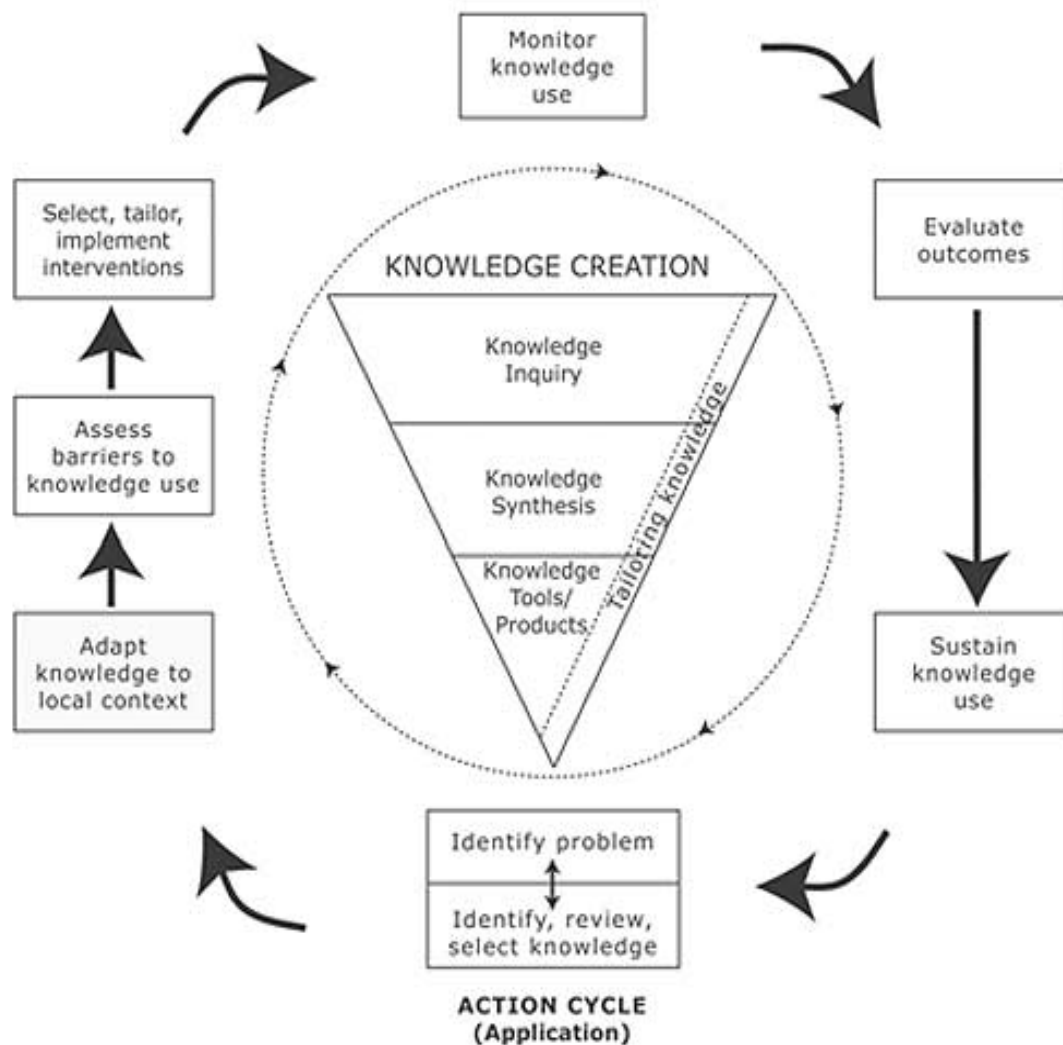 Monitor
knowledge
use
Select, tailor,
implement
interventions
Evaluate
outcomes
KNOWLEDGE CREATION
Knowledge
Inquiry
Tailoring knowledge
Assess
barriers to
knowledge use
Knowledge
Synthesis
Knowledge
Tools/
Products
Adapt
knowledge to
local context
Sustain
knowledge
use
Identify problem
Identify, review,
select knowledge
ACTION CYCLE
(Application)